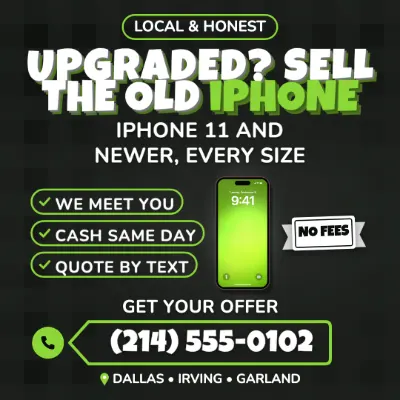 LOCAL & HONEST
UPGRADED? SELL
THE OLD IPHONE
IPHONE 11 AND
NEWER, EVERY SIZE
WE MEET YOU
CASH SAME DAY
QUOTE BY TEXT
9:41
NO FEES
GET YOUR OFFER
(214) 555-0102
DALLAS • IRVING • GARLAND